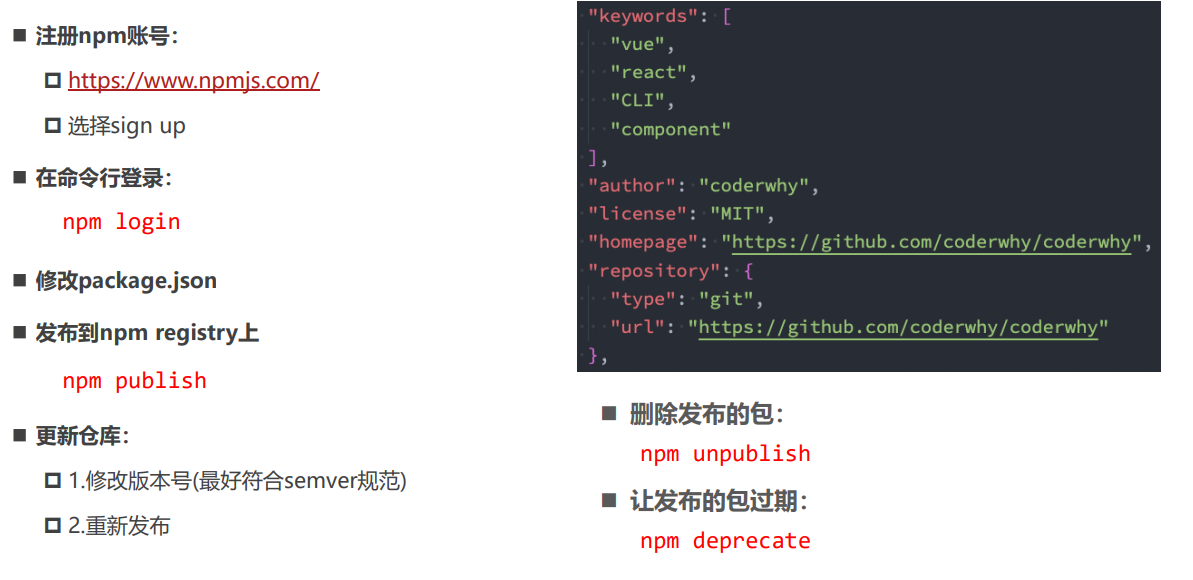 注册npm账号：
https://www.npmjs.com/
选择sign up
在命令行登录：
npm login
修改package.json
发布到npm registry上
npm publish
更新仓库：
1.修改版本号(最好符合semver规范)
2.重新发布
"keywords": [
"vue",
"react",
"CLI",
"component"
],
"author": "coderwhy",
"license": "MIT",
"homepage": "https://github.com/coderwhy/coderwhy",
"repository": {
"type": "git",
"url": "https://github.com/coderwhy/coderwhy"
},
删除发布的包：
npm unpublish
让发布的包过期：
npm deprecate